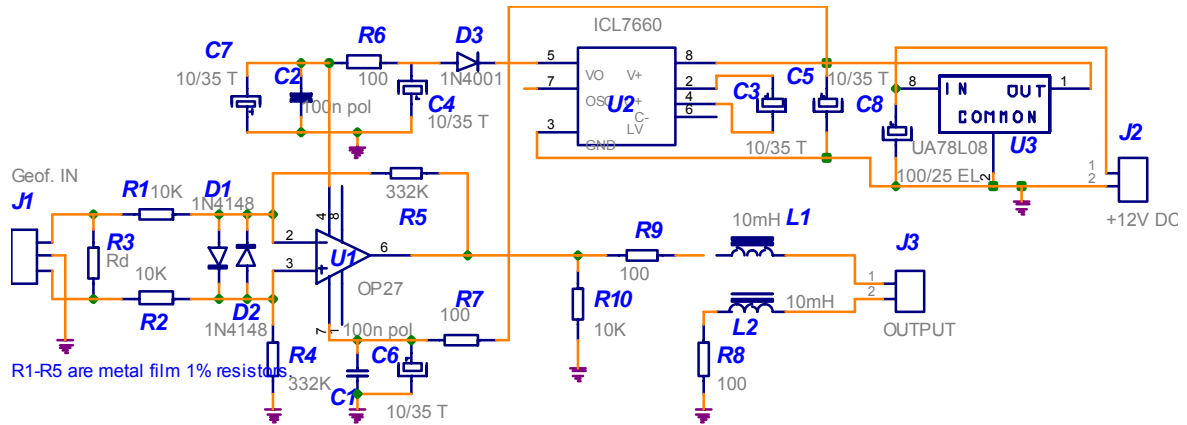 ICL7660
C7 R6 D3
10/35 T C2 100 1N4001 5 VO V+ 8 C5 10/35 T
7 OSC C+ 2 C3 8 IN OUT 1
100n pol C4 U2 4 C8 COMMON
10/35 T C- 6 U3 J2
3 LV GND 10/35 T UA78L08 1
100/25 EL 2 2
+12V DC
Geof. IN
J1 R1 10K D1 332K R5
1N4148 4 8 10mH L1
R3 Rd 2 U1 6 R9 J3
10K 3 100 1
R2 D2 OP27 R7 R10 10mH 2
1N4148 7 1 100n pol 100 10K L2 OUTPUT
R4 C6 R8
R1-R5 are metal film 1% resistors,
332K C1 10/35 T 100